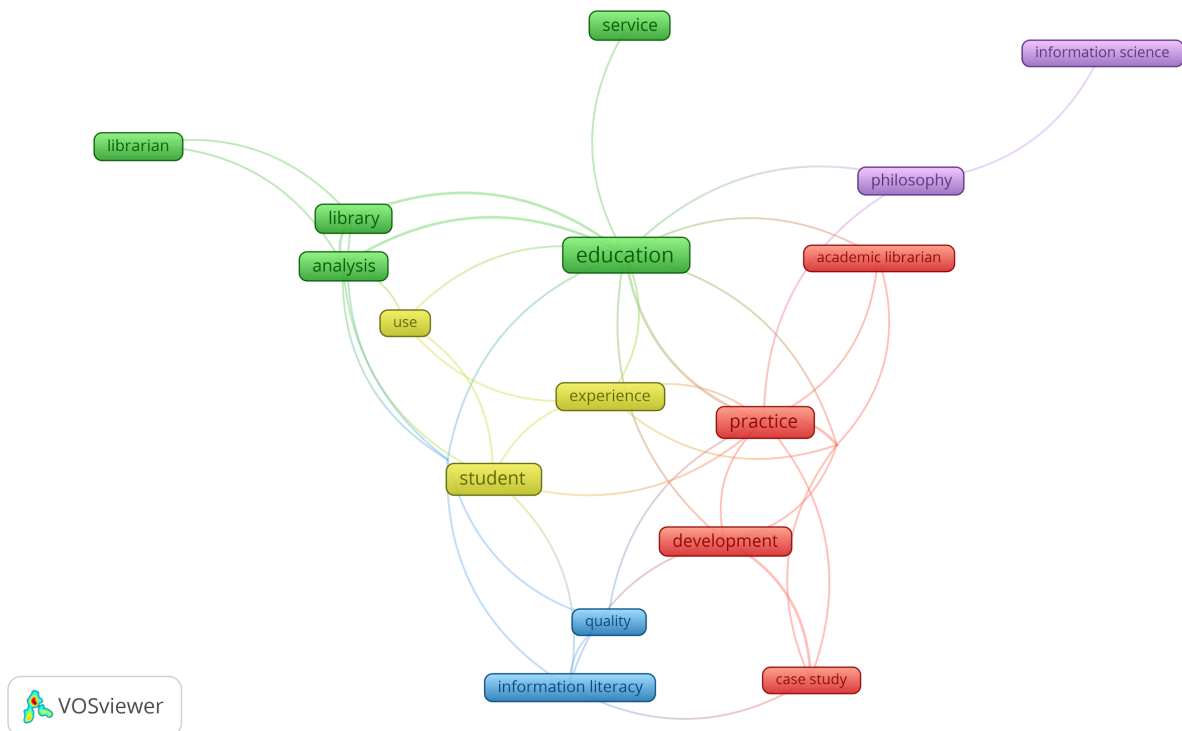 service
information science
librarian
philosophy
library
education
academic librarian
analysis
use
experience
practice
student
development
quality
information literacy
case study
VOSviewer